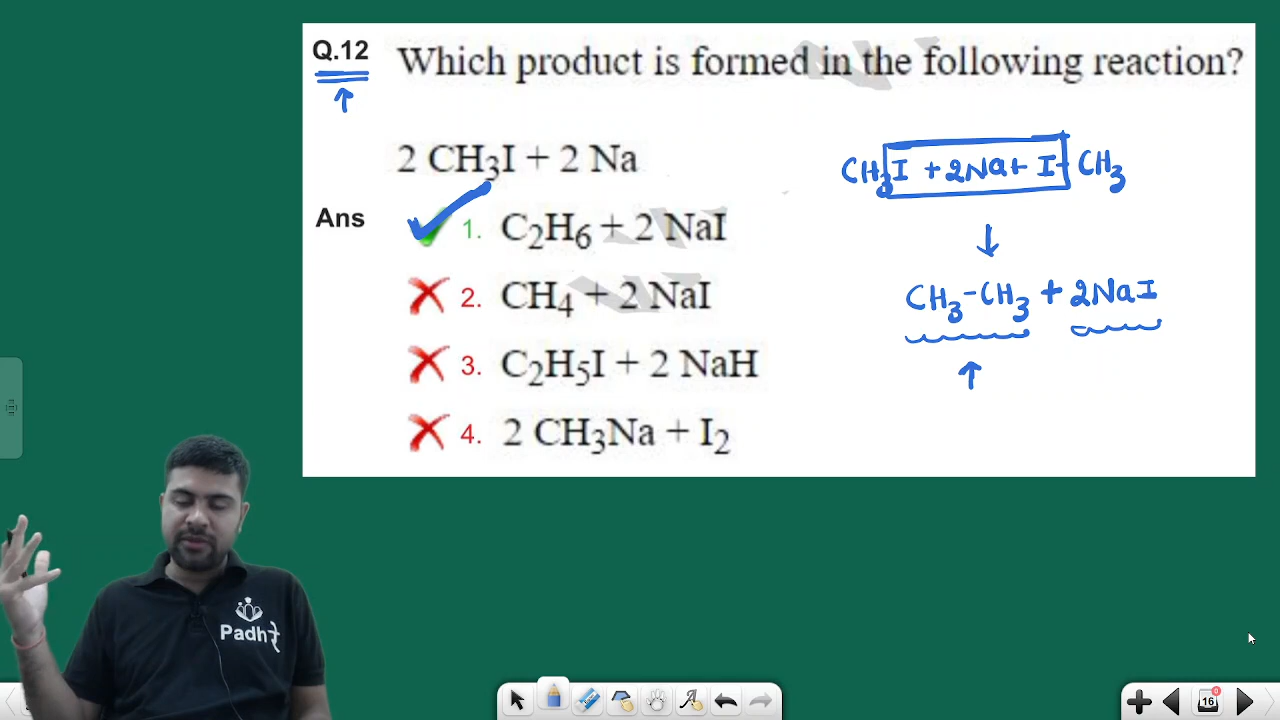 Q.12 Which product is formed in the following reaction?
2 CH₃I + 2 Na
Ans
1. C₂H₆ + 2 NaI
2. CH₄ + 2 NaI
3. C₂H₅I + 2 NaH
4. 2 CH₃Na + I₂
CH₃I + 2Na + I-CH₃
↓
CH₃-CH₃ + 2NaI
Padhरे
16